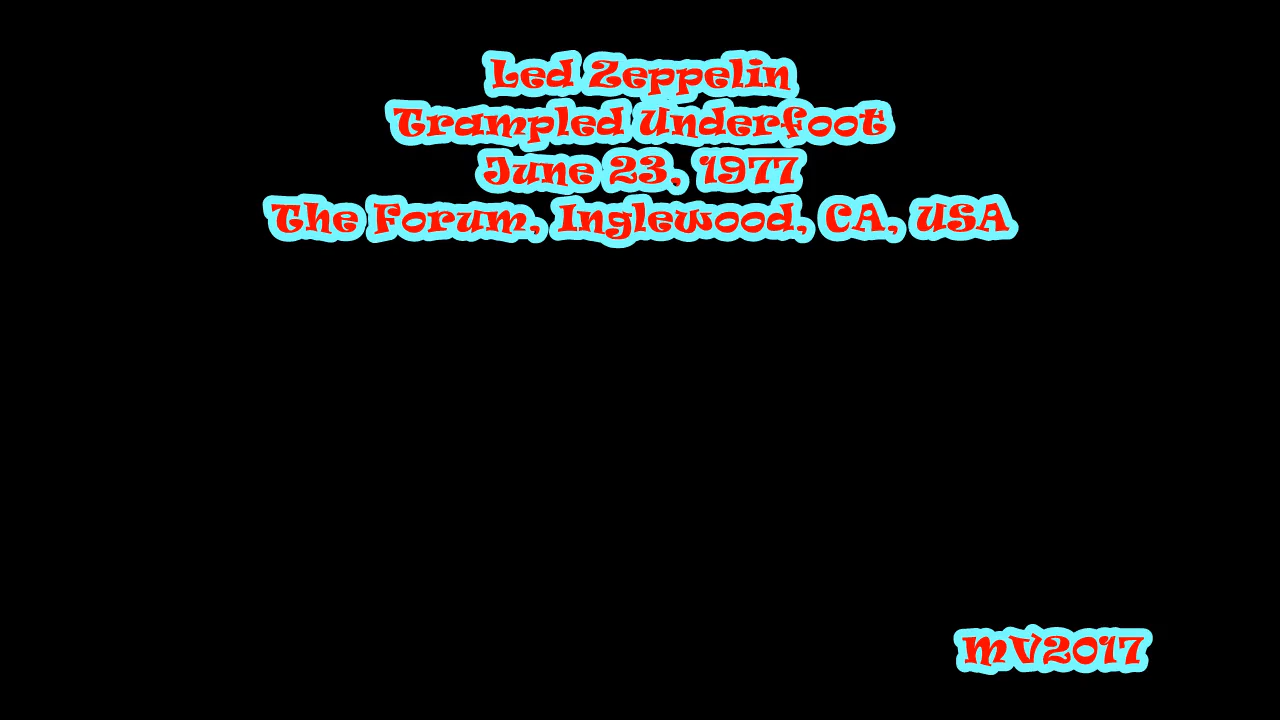 Led Zeppelin
Trampled Underfoot
June 23, 1977
The Forum, Inglewood, CA, USA
MV2017